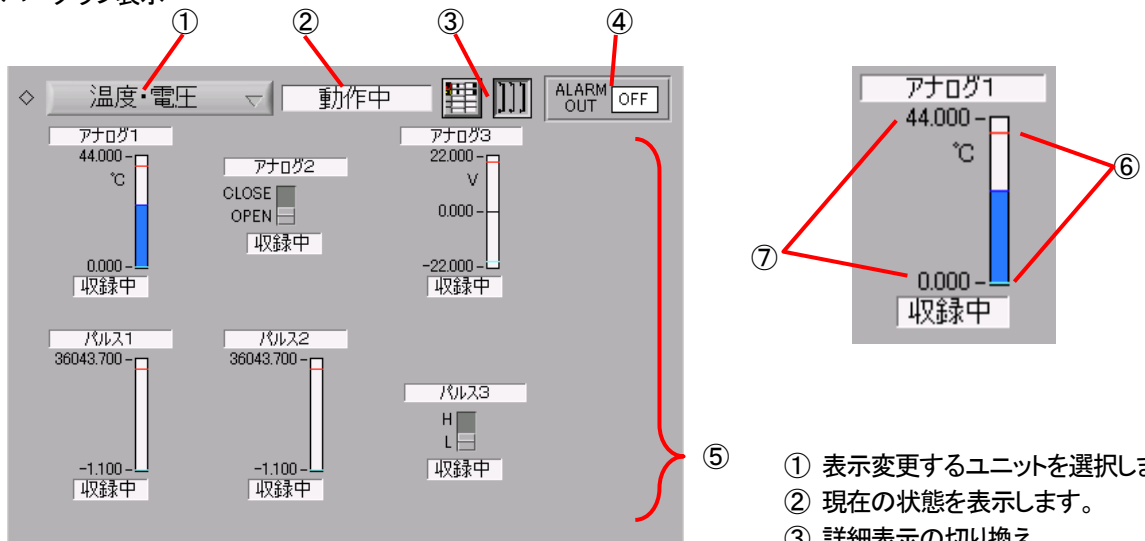 グラフ表示
① ② ③ ④
◇ 温度・電圧 ▽ 動作中 ALARM OUT OFF
アナログ1
44.000
℃
0.000
収録中
アナログ2
CLOSE
OPEN
収録中
アナログ3
22.000
V
0.000
-22.000
収録中
パルス1
36043.700
-1.100
収録中
パルス2
36043.700
-1.100
収録中
パルス3
H
L
収録中
⑤
アナログ1
44.000
℃
0.000
収録中
⑥
⑦
① 表示変更するユニットを選択しま
② 現在の状態を表示します。
③ 詳細表示の切り換え